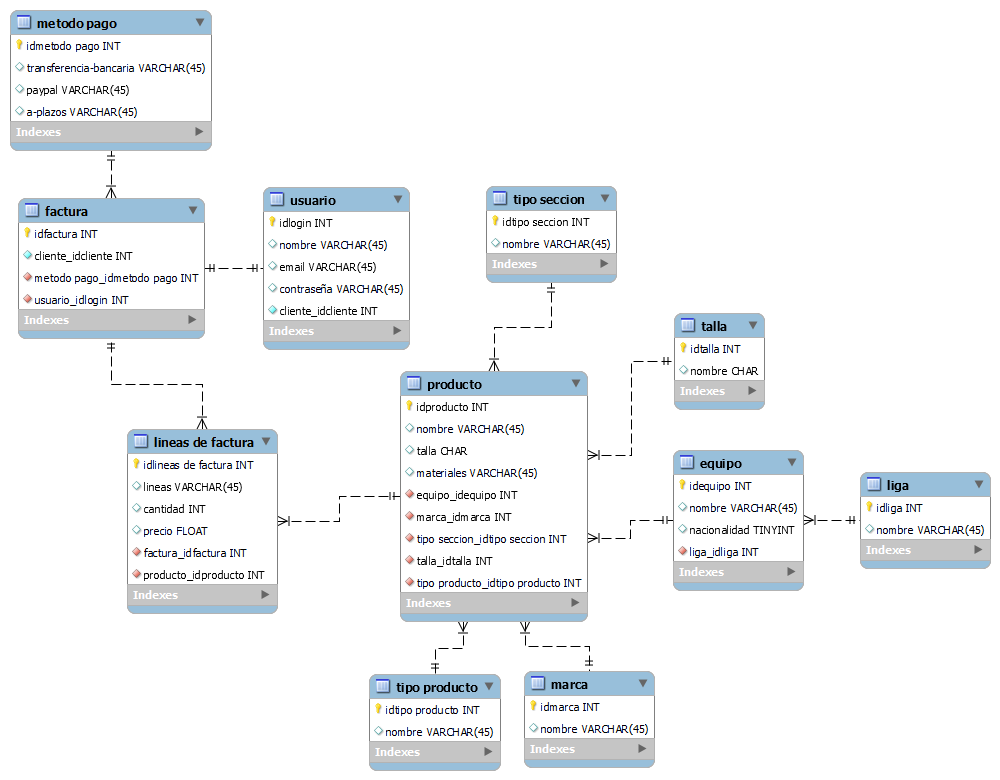 metodo pago
idmetodo pago INT
transferencia-bancaria VARCHAR(45)
paypal VARCHAR(45)
a-plazos VARCHAR(45)
Indexes
factura
idfactura INT
cliente_idcliente INT
metodo pago_idmetodo pago INT
usuario_idlogin INT
Indexes
usuario
idlogin INT
nombre VARCHAR(45)
email VARCHAR(45)
contraseña VARCHAR(45)
cliente_idcliente INT
Indexes
tipo seccion
idtipo seccion INT
nombre VARCHAR(45)
Indexes
talla
idtalla INT
nombre CHAR
Indexes
producto
idproducto INT
nombre VARCHAR(45)
talla CHAR
materiales VARCHAR(45)
equipo_idequipo INT
marca_idmarca INT
tipo seccion_idtipo seccion INT
talla_idtalla INT
tipo producto_idtipo producto INT
Indexes
lineas de factura
idlineas de factura INT
lineas VARCHAR(45)
cantidad INT
precio FLOAT
factura_idfactura INT
producto_idproducto INT
Indexes
equipo
idequipo INT
nombre VARCHAR(45)
nacionalidad TINYINT
liga_idliga INT
Indexes
liga
idliga INT
nombre VARCHAR(45)
Indexes
tipo producto
idtipo producto INT
nombre VARCHAR(45)
Indexes
marca
idmarca INT
nombre VARCHAR(45)
Indexes